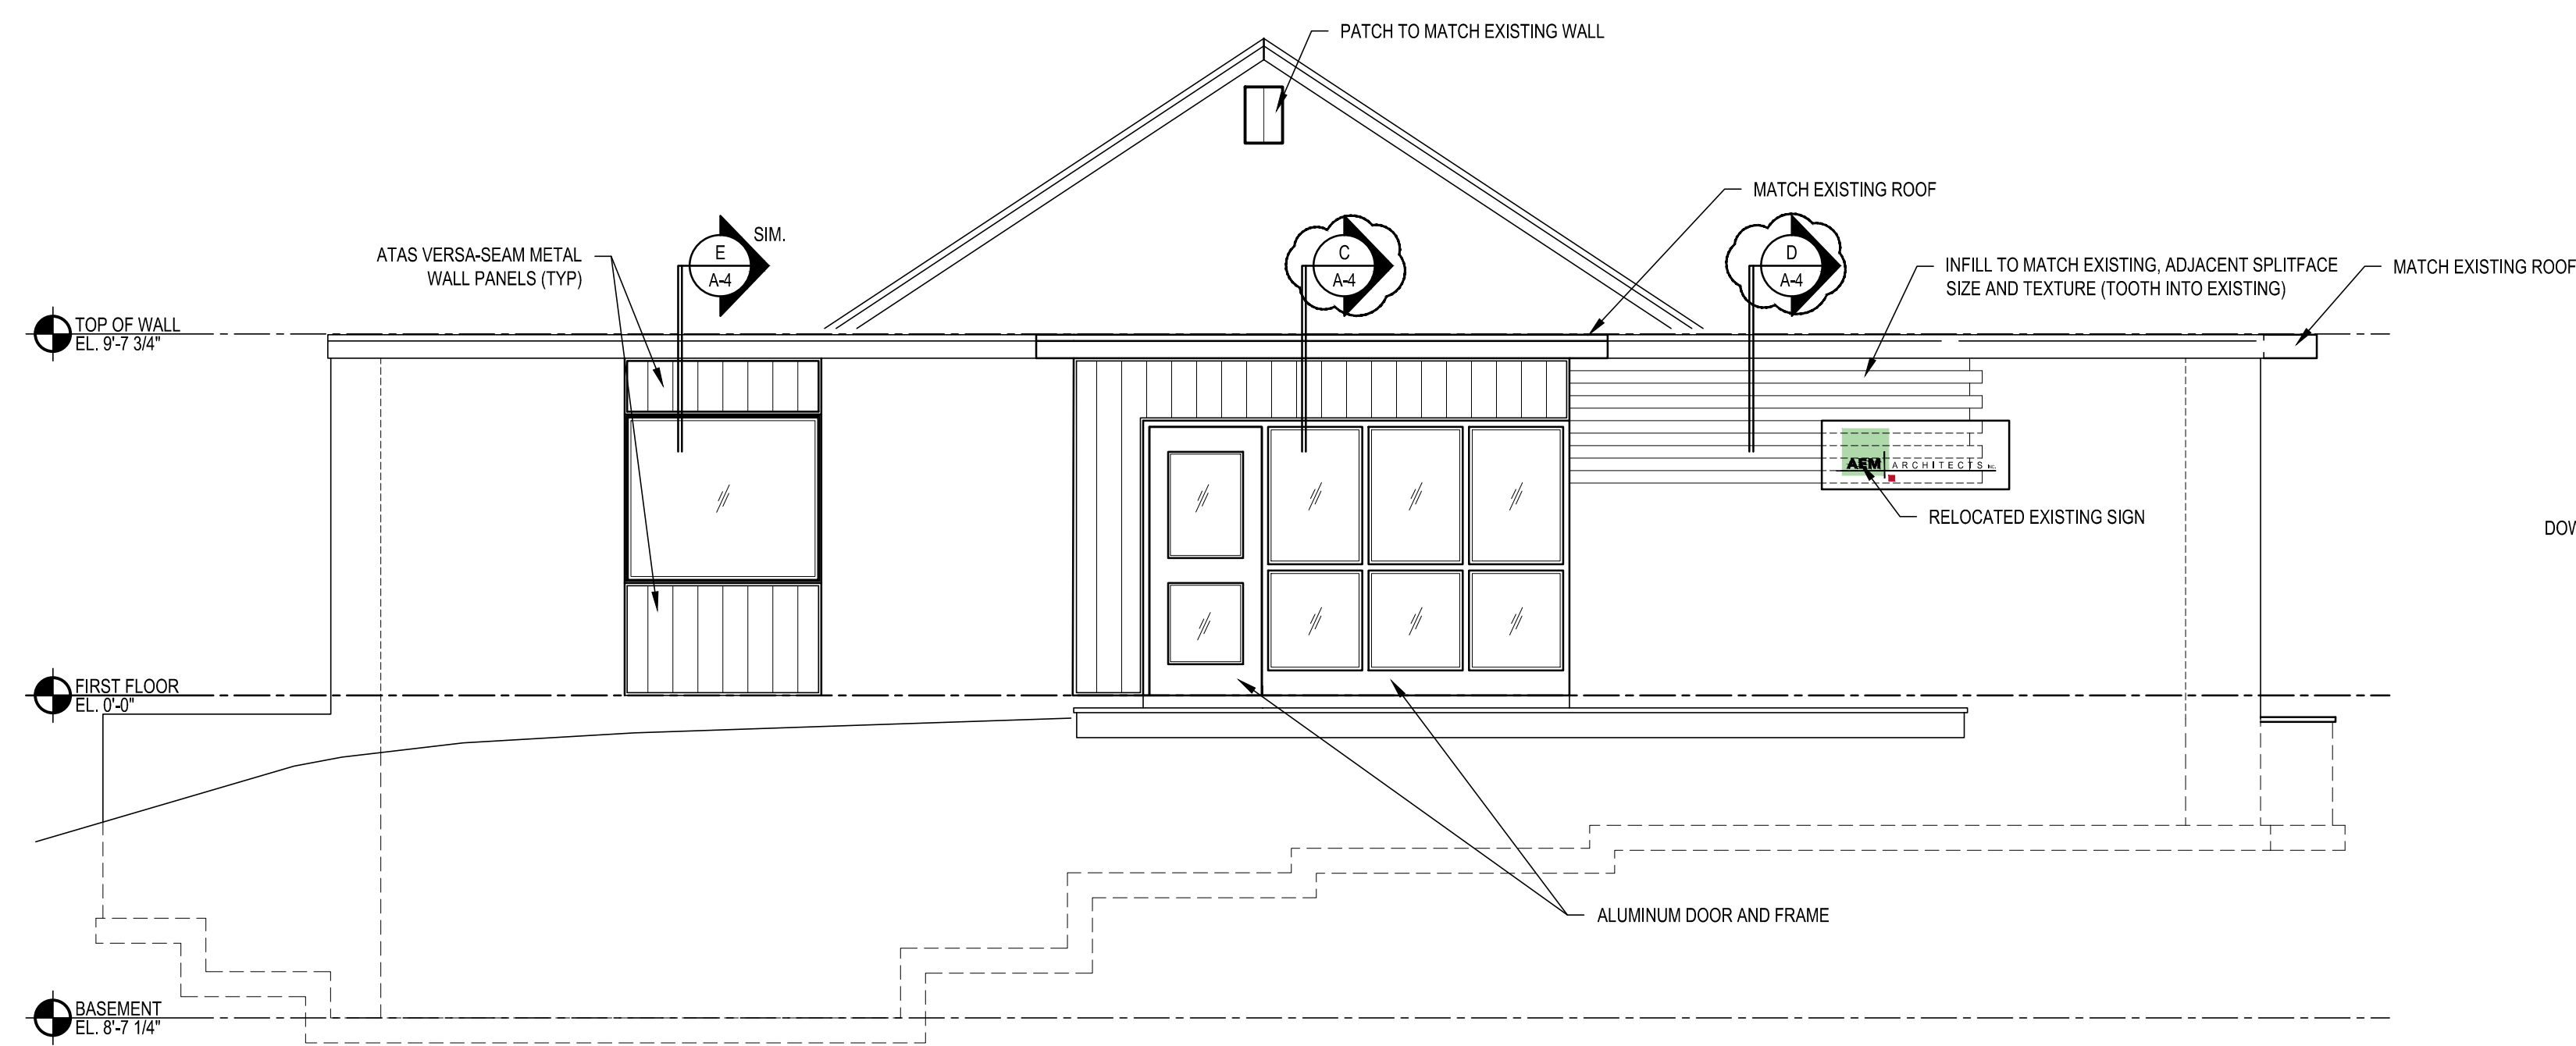 PATCH TO MATCH EXISTING WALL
MATCH EXISTING ROOF
E
A-4
SIM.
C
A-4
D
A-4
ATAS VERSA-SEAM METAL
WALL PANELS (TYP)
INFILL TO MATCH EXISTING, ADJACENT SPLITFACE
SIZE AND TEXTURE (TOOTH INTO EXISTING)
MATCH EXISTING ROOF
TOP OF WALL
EL. 9'-7 3/4"
AEM ARCHITECTS INC.
RELOCATED EXISTING SIGN
DOW
FIRST FLOOR
EL. 0'-0"
ALUMINUM DOOR AND FRAME
BASEMENT
EL. 8'-7 1/4"